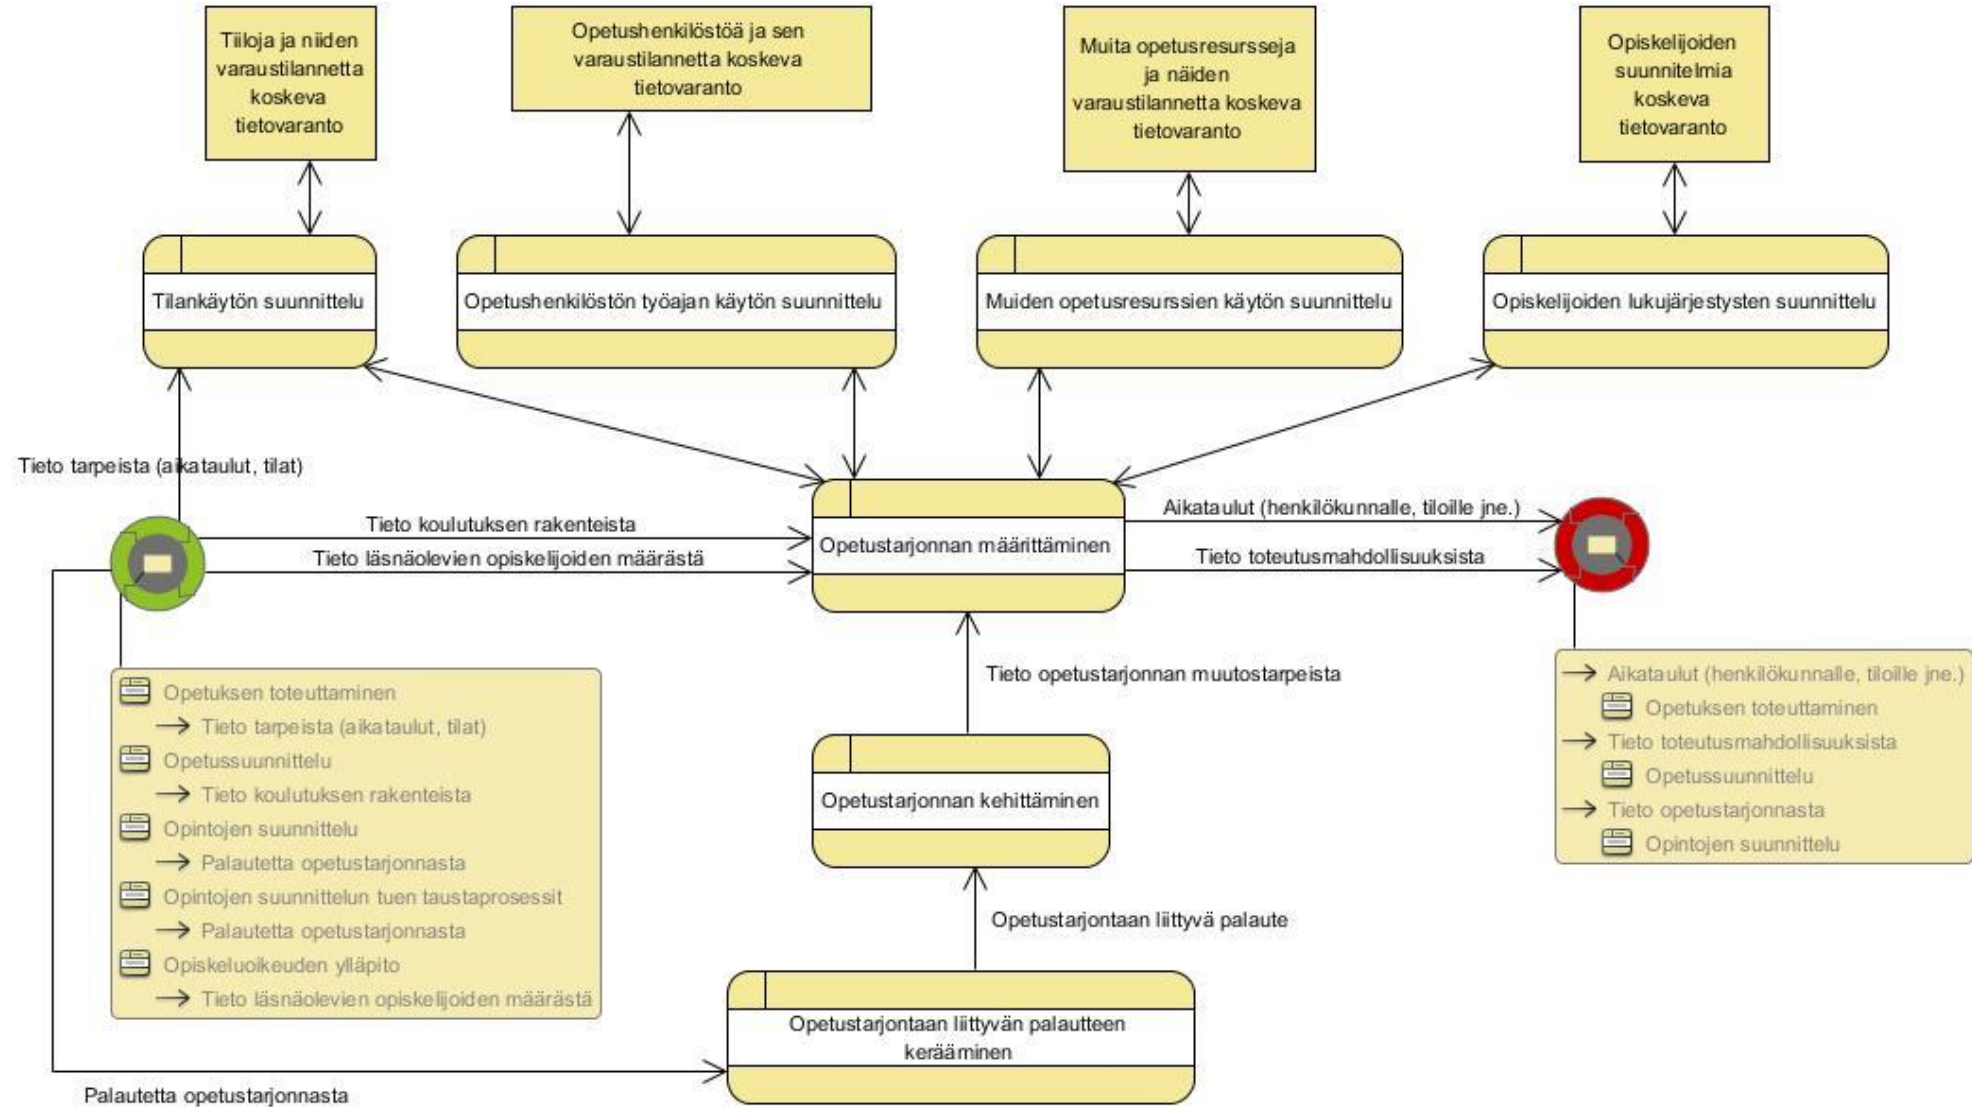 Tiiloja ja niiden
varaustilannetta
koskeva
tietovaranto
Opetushenkilöstöä ja sen
varaustilannetta koskeva
tietovaranto
Muita opetusresursseja
ja näiden
varaustilannetta koskeva
tietovaranto
Opiskelijoiden
suunnitelmia
koskeva
tietovaranto
Tilankäytön suunnittelu
Opetushenkilöstön työajan käytön suunnittelu
Muiden opetusresurssien käytön suunnittelu
Opiskelijoiden lukujärjestysten suunnittelu
Tieto tarpeista (aikataulut, tilat)
Tieto koulutuksen rakenteista
Tieto läsnäolevien opiskelijoiden määrästä
Opetustarjonnan määrittäminen
Aikataulut (henkilökunnalle, tiloille jne.)
Tieto toteutusmahdollisuuksista
Tieto opetustarjonnan muutostarpeista
Opetuksen toteuttaminen
Tieto tarpeista (aikataulut, tilat)
Opetussuunnittelu
Tieto koulutuksen rakenteista
Opintojen suunnittelu
Palautetta opetustarjonnasta
Opintojen suunnittelun tuen taustaprosessit
Palautetta opetustarjonnasta
Opiskeluoikeuden ylläpito
Tieto läsnäolevien opiskelijoiden määrästä
Aikataulut (henkilökunnalle, tiloille jne.)
Opetuksen toteuttaminen
Tieto toteutusmahdollisuuksista
Opetussuunnittelu
Tieto opetustarjonnasta
Opintojen suunnittelu
Opetustarjonnan kehittäminen
Opetustarjontaan liittyvä palaute
Opetustarjontaan liittyvän palautteen
kerääminen
Palautetta opetustarjonnasta